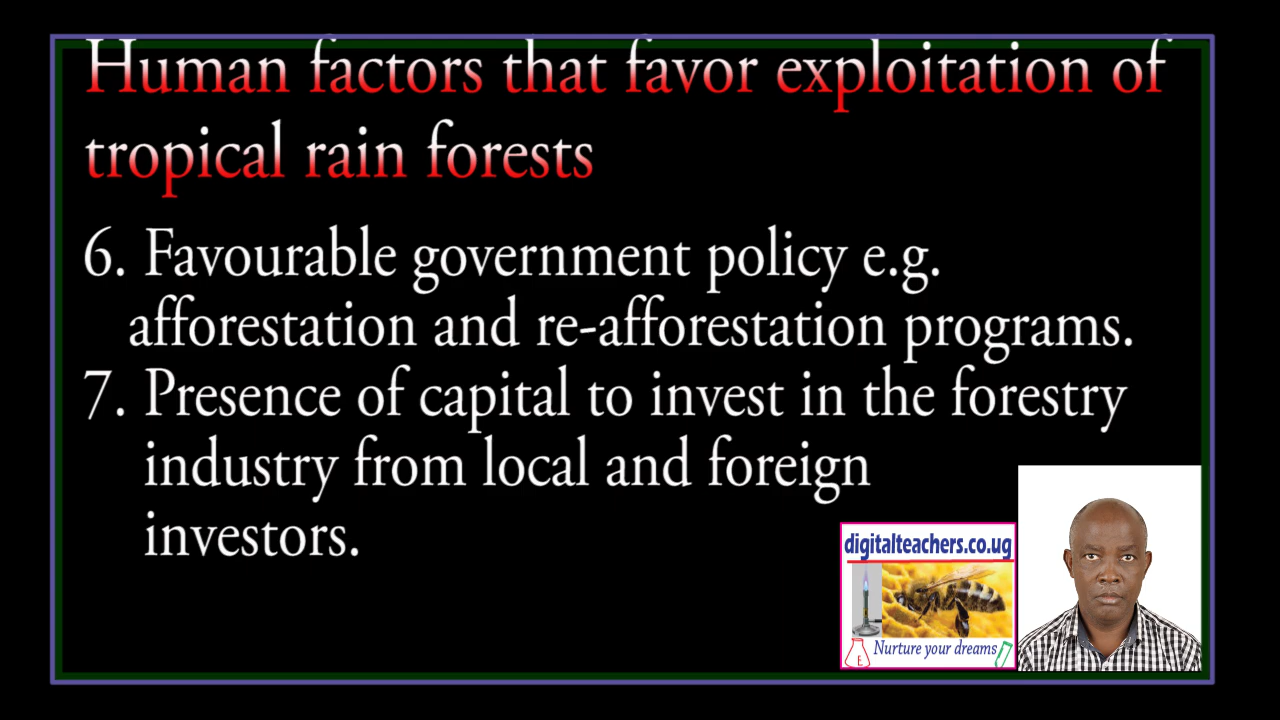 Human factors that favor exploitation of
tropical rain forests
6. Favourable government policy e.g.
afforestation and re-afforestation programs.
7. Presence of capital to invest in the forestry
industry from local and foreign
investors.
digitalteachers.co.ug
E
Nurture your dreams